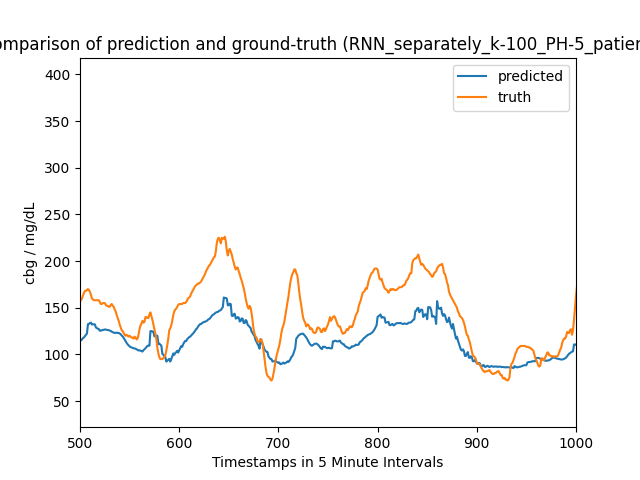 omparison of prediction and ground-truth (RNN_separately_k-100_PH-5_patien
predicted
truth
cbg / mg/dL
400
350
300
250
200
150
100
50
500 600 700 800 900 1000
Timestamps in 5 Minute Intervals